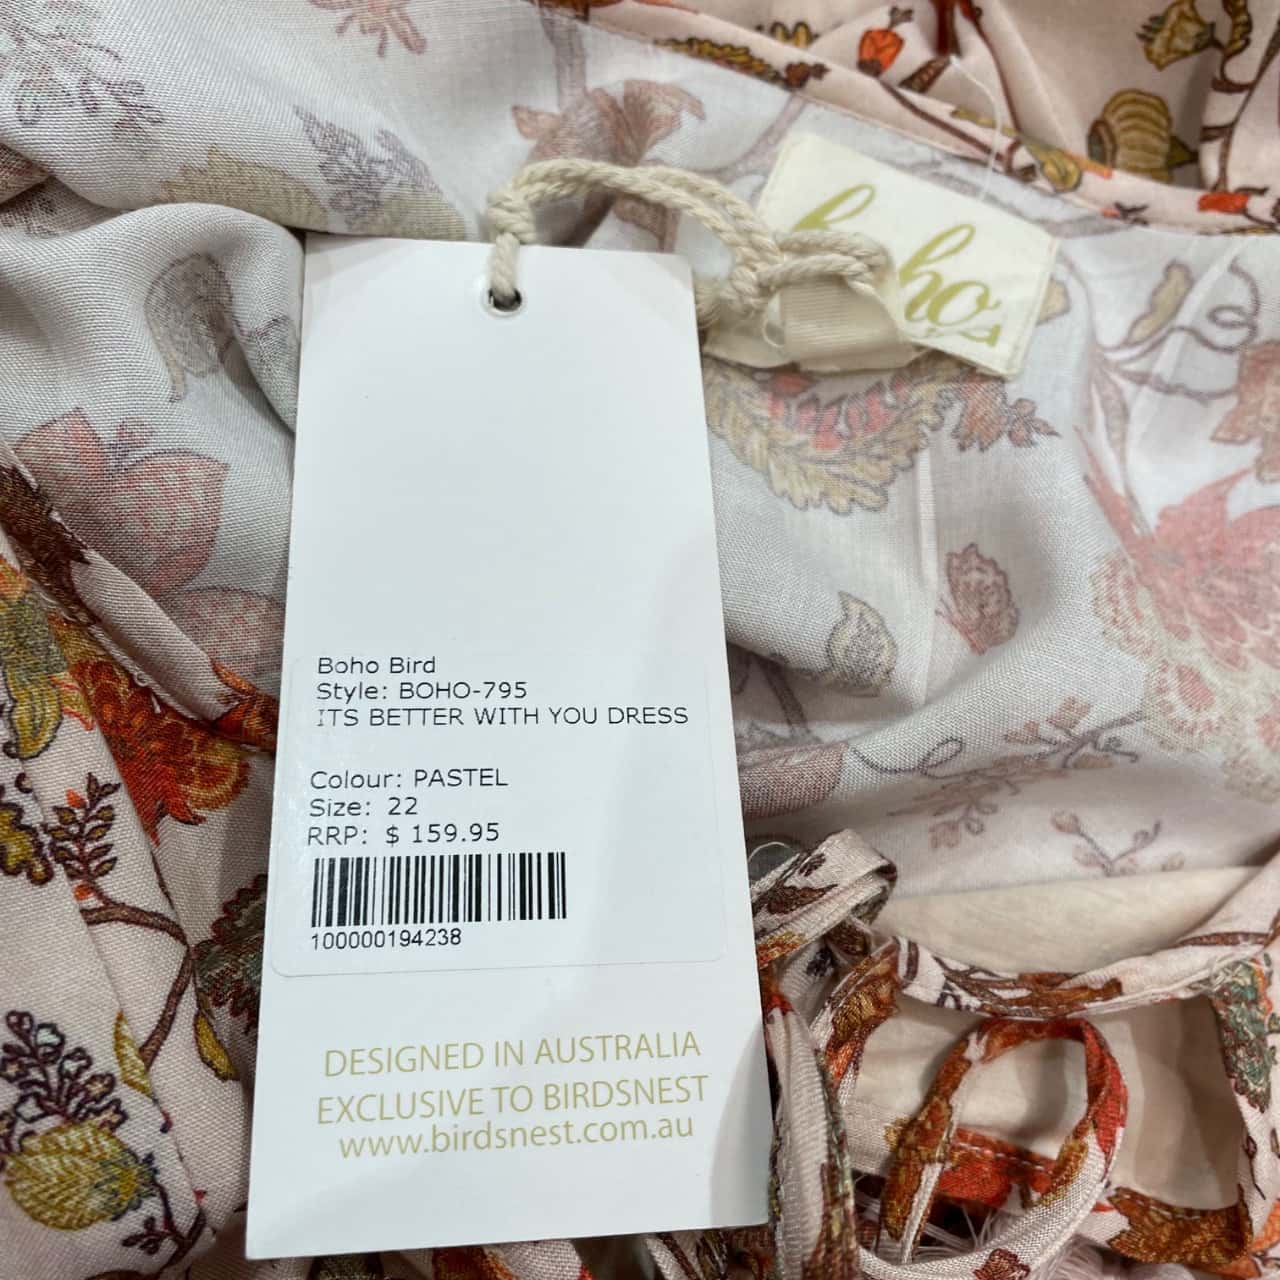 Boho Bird
Style: BOHO-795
ITS BETTER WITH YOU DRESS
Colour: PASTEL
Size: 22
RRP: $ 159.95
100000194238
DESIGNED IN AUSTRALIA
EXCLUSIVE TO BIRDSNEST
www.birdsnest.com.au